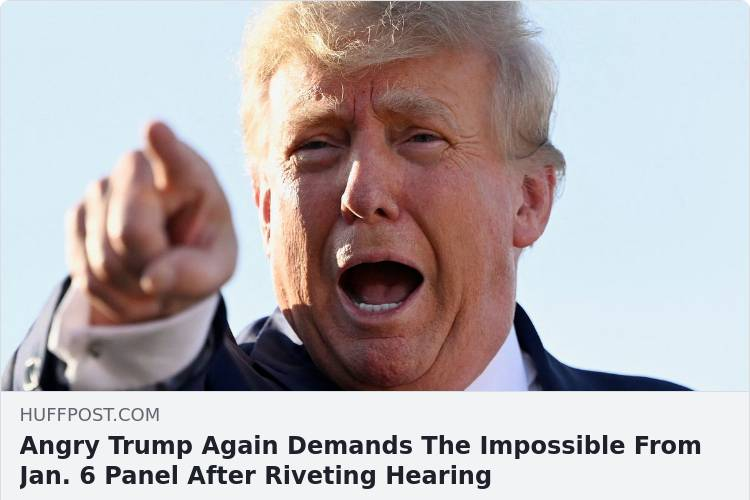 HUFFPOST.COM
Angry Trump Again Demands The Impossible From
Jan. 6 Panel After Riveting Hearing